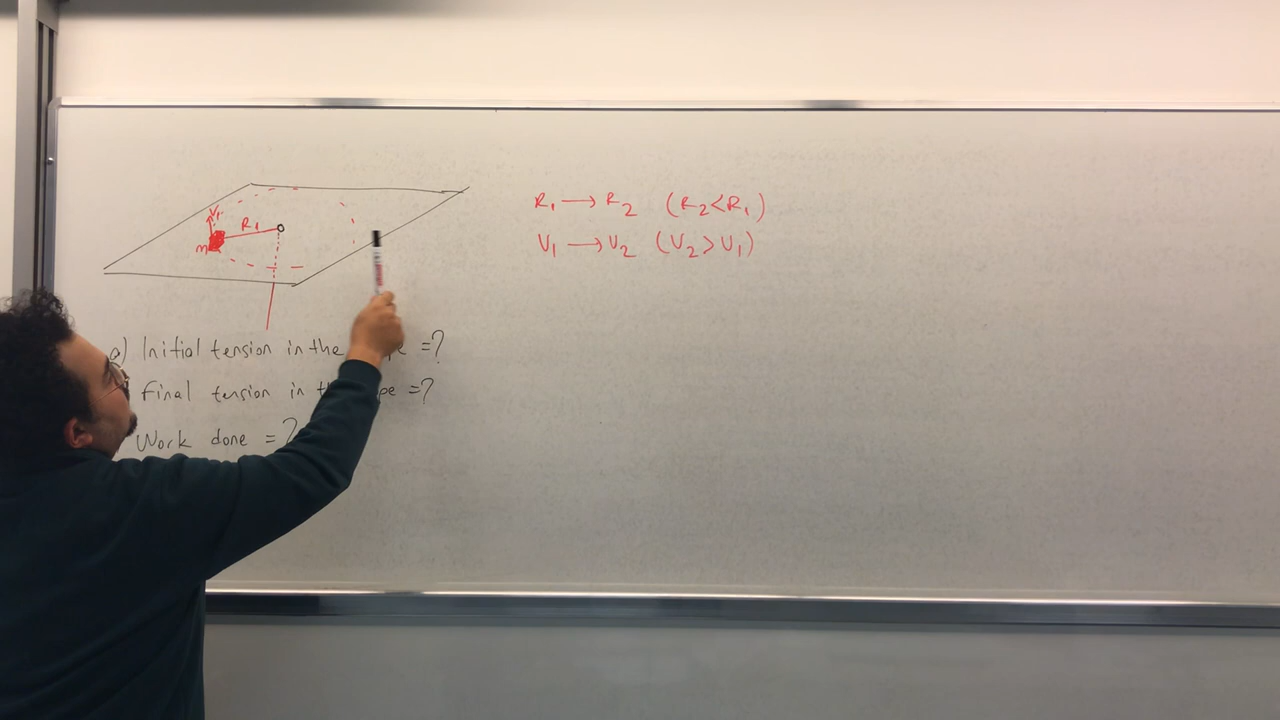 V₁
R₁
m
R₁ → R₂ (R₂<R₁)
V₁ → V₂ (V₂>V₁)
a) Initial tension in the =?
Final tension in =?
Work done = ?